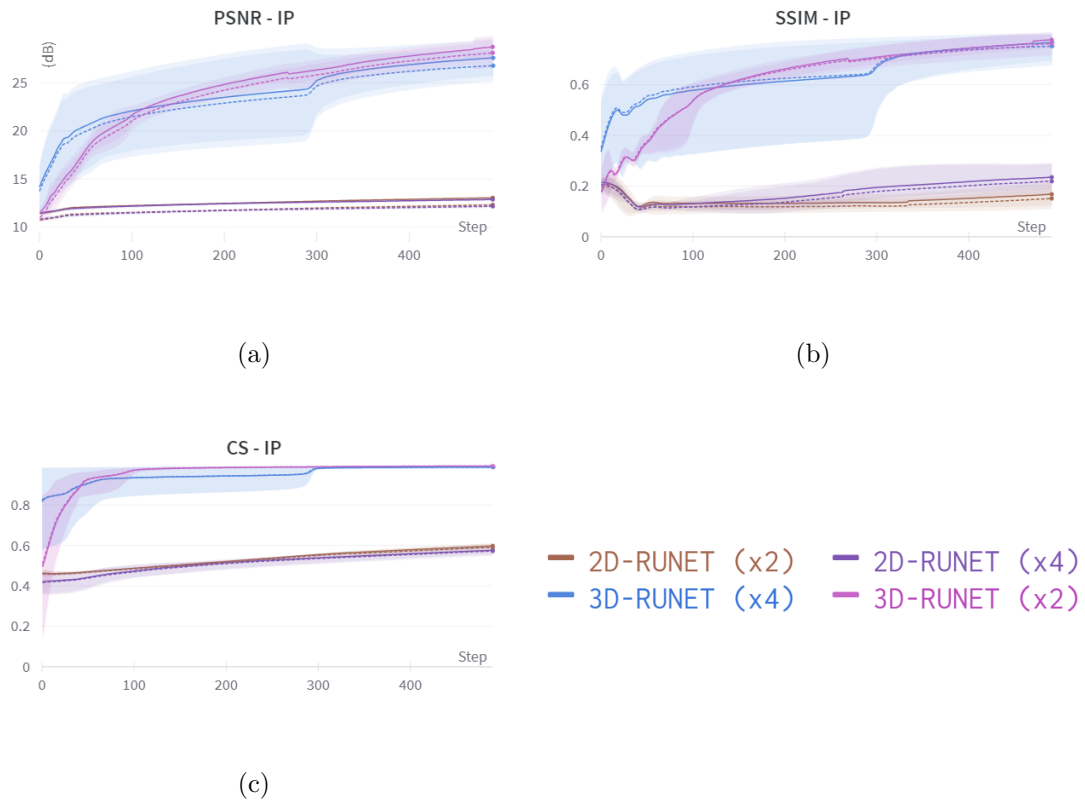 PSNR - IP
(dB)
25
20
15
10
Step
0 100 200 300 400
(a)
SSIM - IP
0.6
0.4
0.2
0
Step
0 100 200 300 400
(b)
CS - IP
0.8
0.6
0.4
0.2
0
Step
0 100 200 300 400
(c)
2D-RUNET (x2) 2D-RUNET (x4)
3D-RUNET (x4) 3D-RUNET (x2)